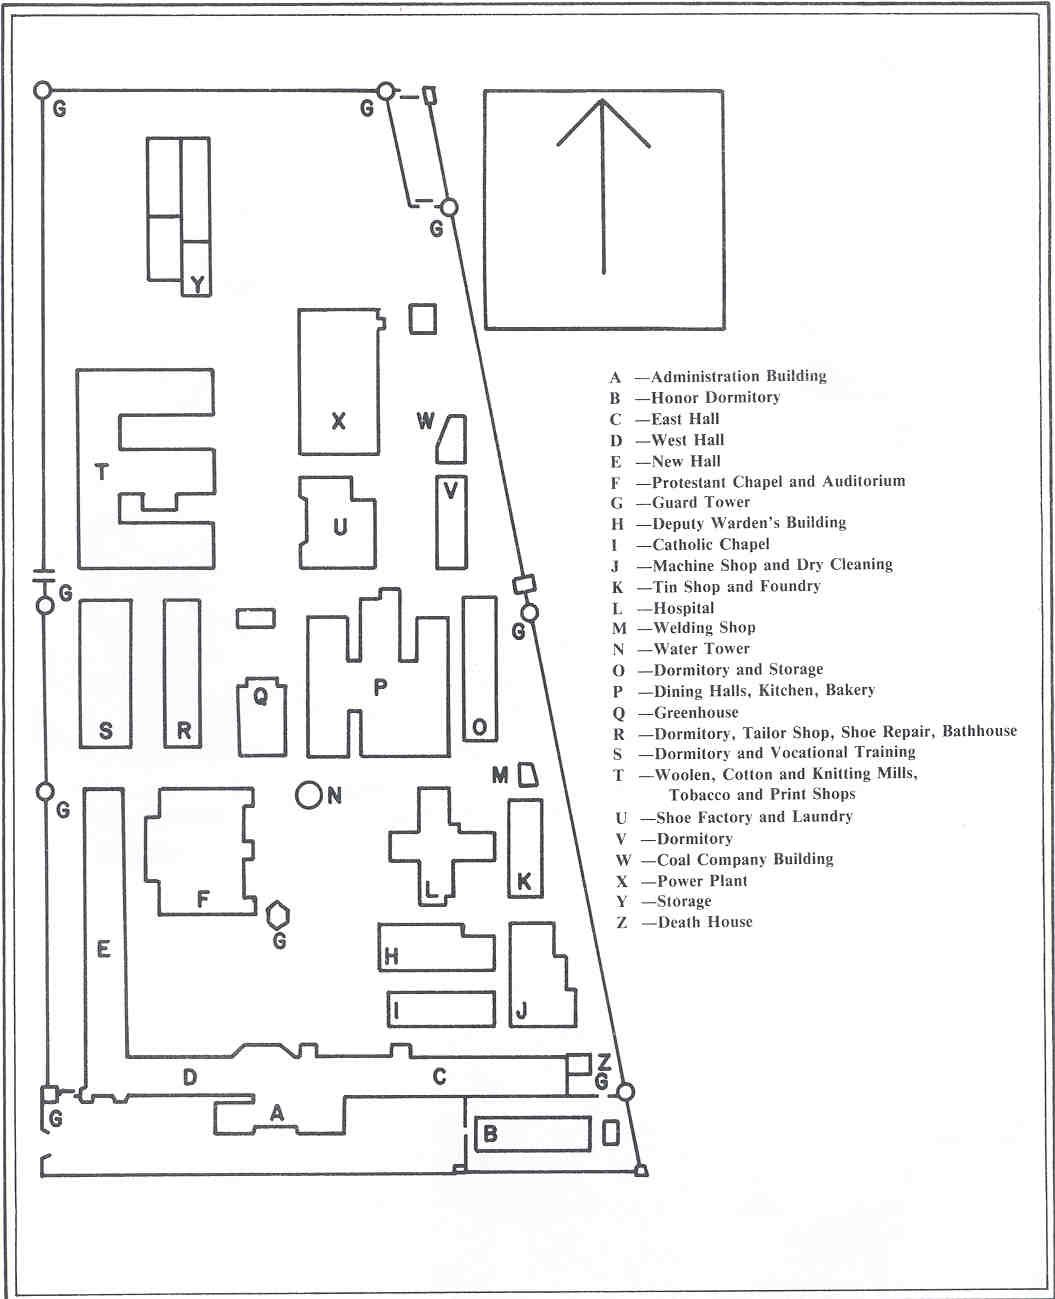 G
G
G
Y
X
W
T
V
U
G
G
P
Q
S
R
O
M
N
G
K
L
F
G
E
H
I
J
Z
D
C
G
G
A
B
A —Administration Building
B —Honor Dormitory
C —East Hall
D —West Hall
E —New Hall
F —Protestant Chapel and Auditorium
G —Guard Tower
H —Deputy Warden's Building
I —Catholic Chapel
J —Machine Shop and Dry Cleaning
K —Tin Shop and Foundry
L —Hospital
M —Welding Shop
N —Water Tower
O —Dormitory and Storage
P —Dining Halls, Kitchen, Bakery
Q —Greenhouse
R —Dormitory, Tailor Shop, Shoe Repair, Bathhouse
S —Dormitory and Vocational Training
T —Woolen, Cotton and Knitting Mills,
Tobacco and Print Shops
U —Shoe Factory and Laundry
V —Dormitory
W —Coal Company Building
X —Power Plant
Y —Storage
Z —Death House